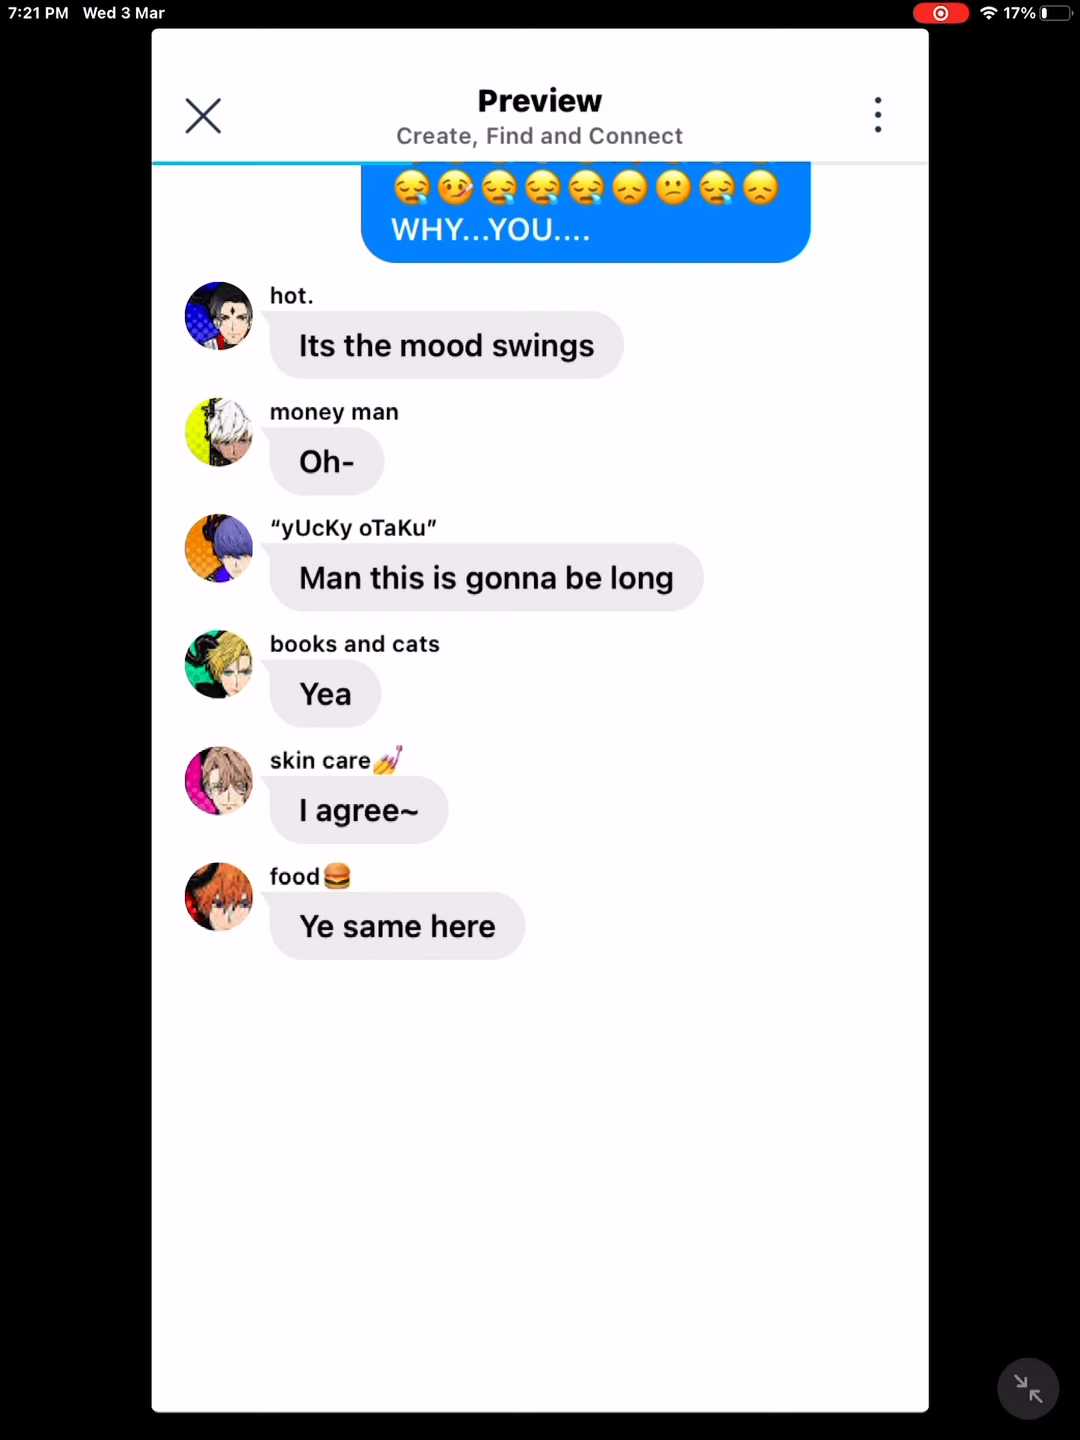 7:21 PM Wed 3 Mar 17%
Preview
Create, Find and Connect
😪🤒😪😪😪😞😕😪😞
WHY...YOU....
hot.
Its the mood swings
money man
Oh-
“yUcKy oTaKu”
Man this is gonna be long
books and cats
Yea
skin care💅
I agree~
food🍔
Ye same here